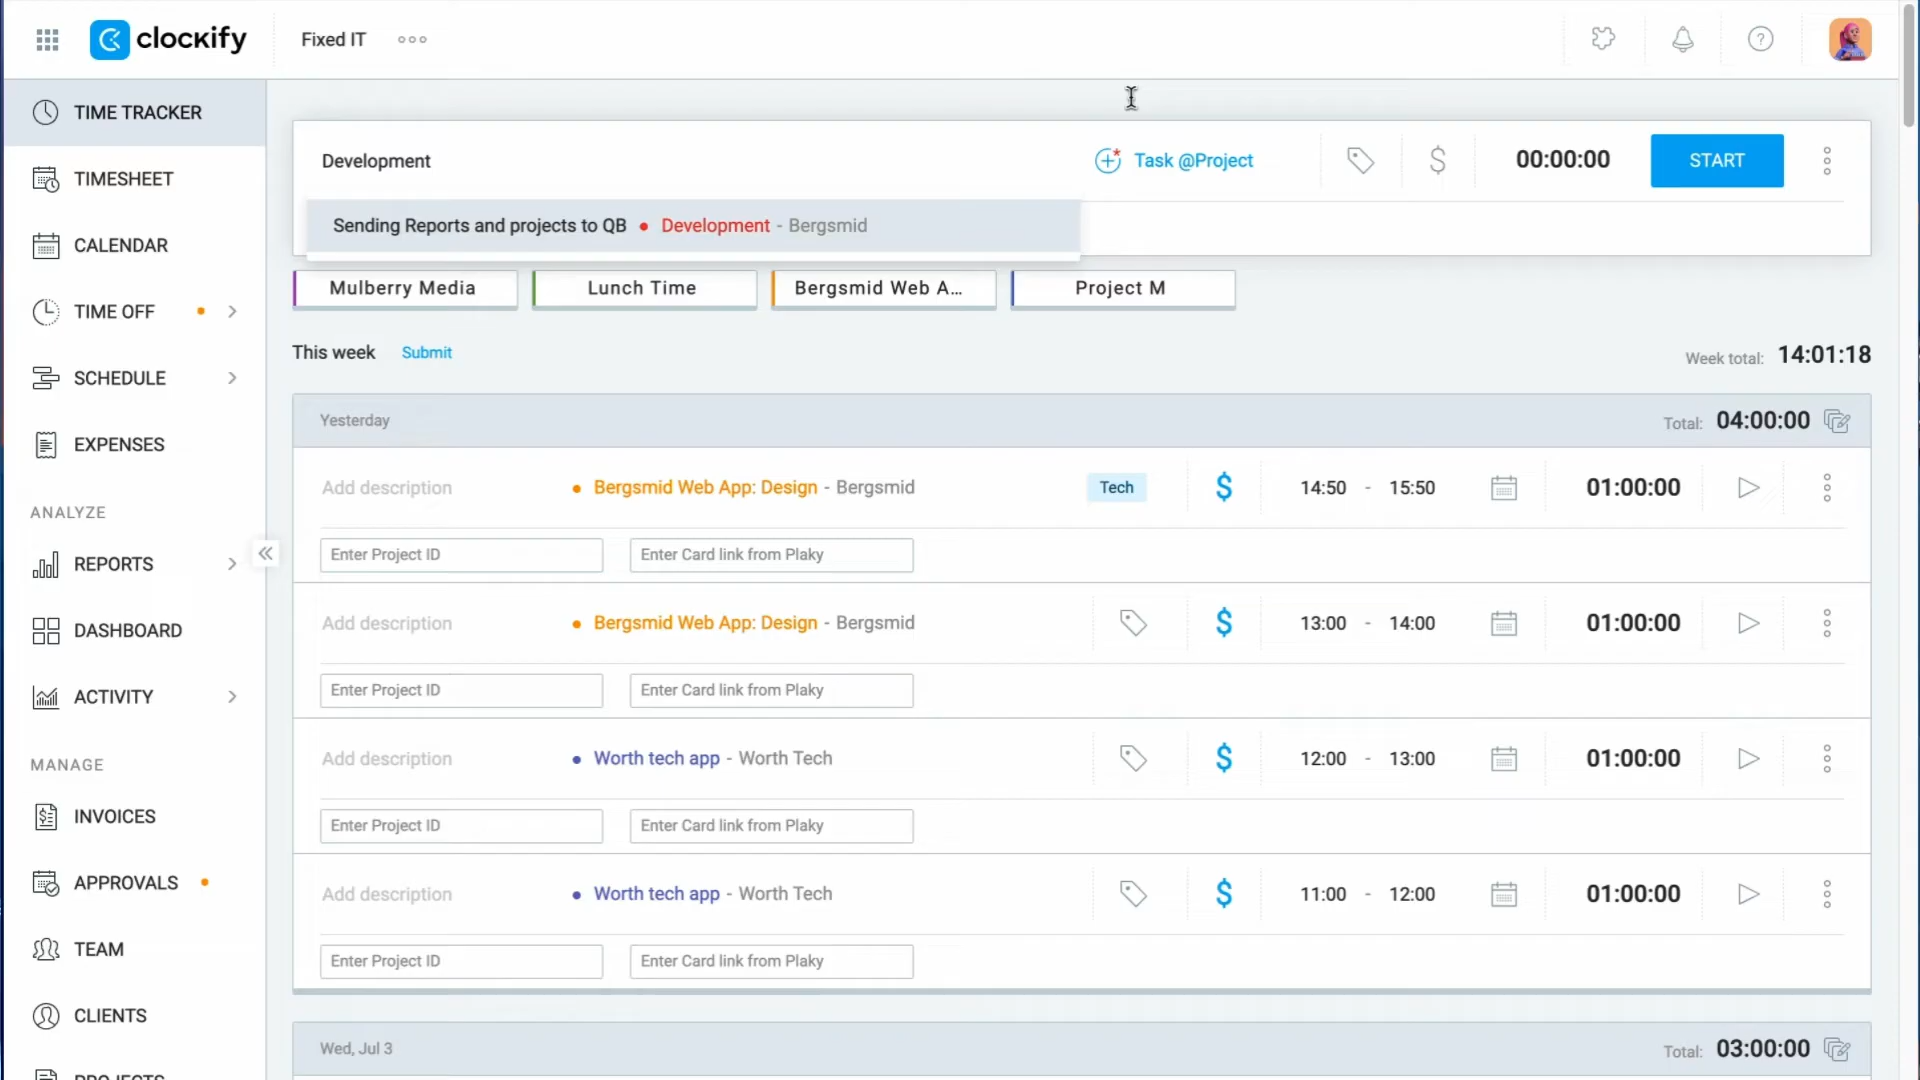 clockify
Fixed IT
TIME TRACKER
TIMESHEET
CALENDAR
TIME OFF
SCHEDULE
EXPENSES
ANALYZE
REPORTS
DASHBOARD
ACTIVITY
MANAGE
INVOICES
APPROVALS
TEAM
CLIENTS
PROJECTS
Development
Task @Project
00:00:00
START
Sending Reports and projects to QB • Development - Bergsmid
Mulberry Media
Lunch Time
Bergsmid Web A...
Project M
This week Submit
Week total: 14:01:18
Yesterday
Total: 04:00:00
Add description • Bergsmid Web App: Design - Bergsmid Tech $ 14:50 - 15:50 01:00:00
Enter Project ID Enter Card link from Plaky
Add description • Bergsmid Web App: Design - Bergsmid $ 13:00 - 14:00 01:00:00
Enter Project ID Enter Card link from Plaky
Add description • Worth tech app - Worth Tech $ 12:00 - 13:00 01:00:00
Enter Project ID Enter Card link from Plaky
Add description • Worth tech app - Worth Tech $ 11:00 - 12:00 01:00:00
Enter Project ID Enter Card link from Plaky
Wed, Jul 3
Total: 03:00:00